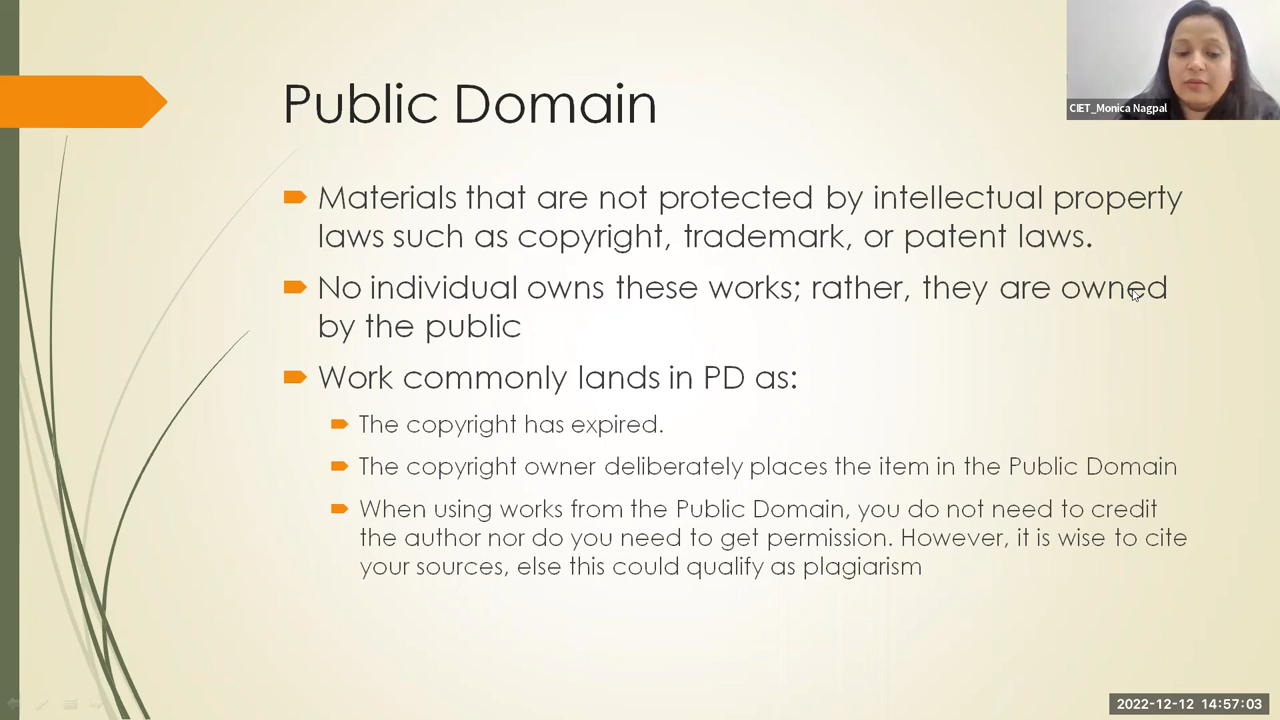 Public Domain
CIET_Monica Nagpal
Materials that are not protected by intellectual property
laws such as copyright, trademark, or patent laws.
No individual owns these works; rather, they are owned
by the public
Work commonly lands in PD as:
The copyright has expired.
The copyright owner deliberately places the item in the Public Domain
When using works from the Public Domain, you do not need to credit
the author nor do you need to get permission. However, it is wise to cite
your sources, else this could qualify as plagiarism
2022-12-12 14:57:03